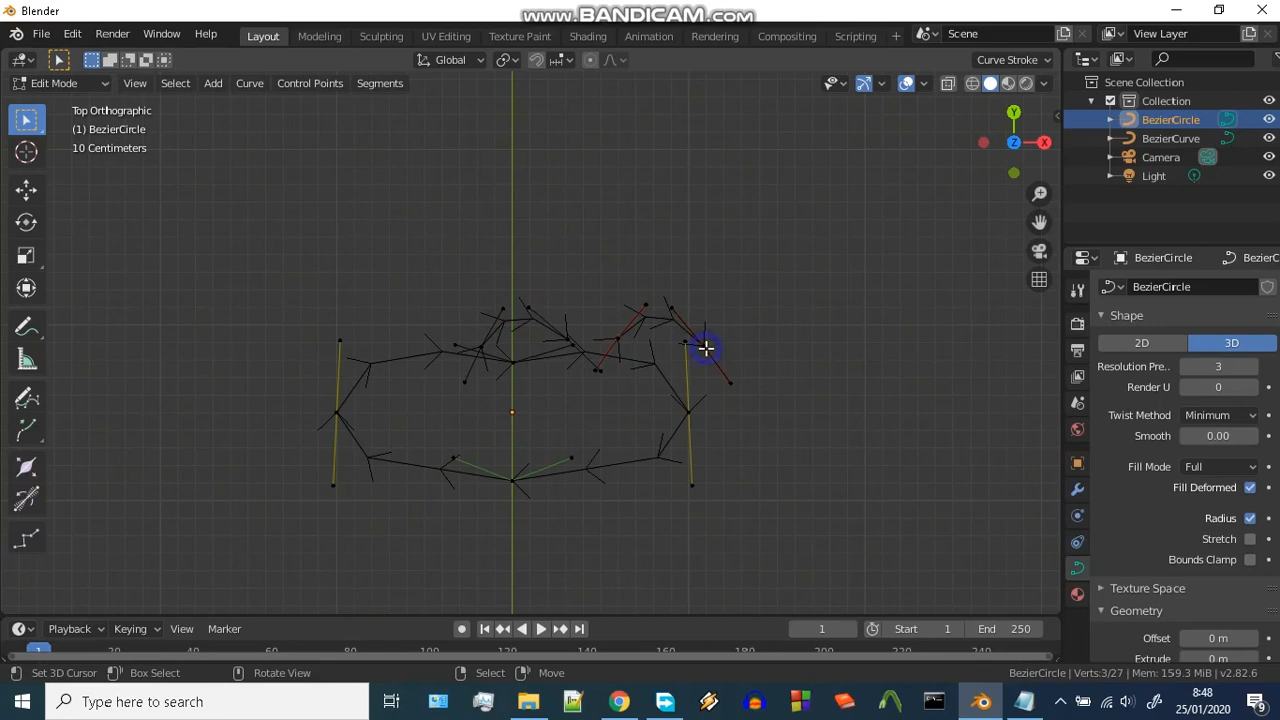 Blender
www.BANDICAM.com
File Edit Render Window Help
Layout Modeling Sculpting UV Editing Texture Paint Shading Animation Rendering Compositing Scripting
Scene
View Layer
Global
Curve Stroke
Edit Mode
View Select Add Curve Control Points Segments
Top Orthographic
(1) BezierCircle
10 Centimeters
Y
Z
X
Scene Collection
Collection
BezierCircle
BezierCurve
Camera
Light
BezierCircle
BezierC
BezierCircle
Shape
2D 3D
Resolution Pre.. 3
Render U 0
Twist Method Minimum
Smooth 0.00
Fill Mode Full
Fill Deformed
Radius
Stretch
Bounds Clamp
Texture Space
Geometry
Offset 0 m
Extrude 0 m
Playback Keying View Marker
1
Start 1
End 250
1 20 40 60 80 100 120 140 160 180 200 220 240
Set 3D Cursor Box Select Rotate View Select Move
BezierCircle | Verts:3/27 | Mem: 159.3 MiB | v2.82.6
Type here to search
8:48
25/01/2020
9